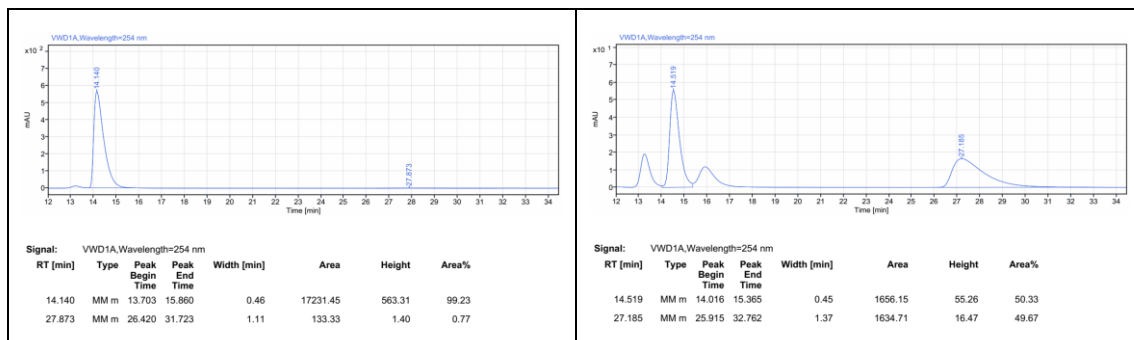 VWD1A,Wavelength=254 nm
x10 2
7
6
5
4
3
2
1
0
mAU
14.140
27.873
12 13 14 15 16 17 18 19 20 21 22 23 24 25 26 27 28 29 30 31 32 33 34
Time [min]
Signal: VWD1A,Wavelength=254 nm
RT [min] Type Peak Begin Time Peak End Time Width [min] Area Height Area%
14.140 MM m 13.703 15.860 0.46 17231.45 563.31 99.23
27.873 MM m 26.420 31.723 1.11 133.33 1.40 0.77
VWD1A,Wavelength=254 nm
x10 1
7
6
5
4
3
2
1
0
mAU
14.519
27.185
12 13 14 15 16 17 18 19 20 21 22 23 24 25 26 27 28 29 30 31 32 33 34
Time [min]
Signal: VWD1A,Wavelength=254 nm
RT [min] Type Peak Begin Time Peak End Time Width [min] Area Height Area%
14.519 MM m 14.016 15.365 0.45 1656.15 55.26 50.33
27.185 MM m 25.915 32.762 1.37 1634.71 16.47 49.67